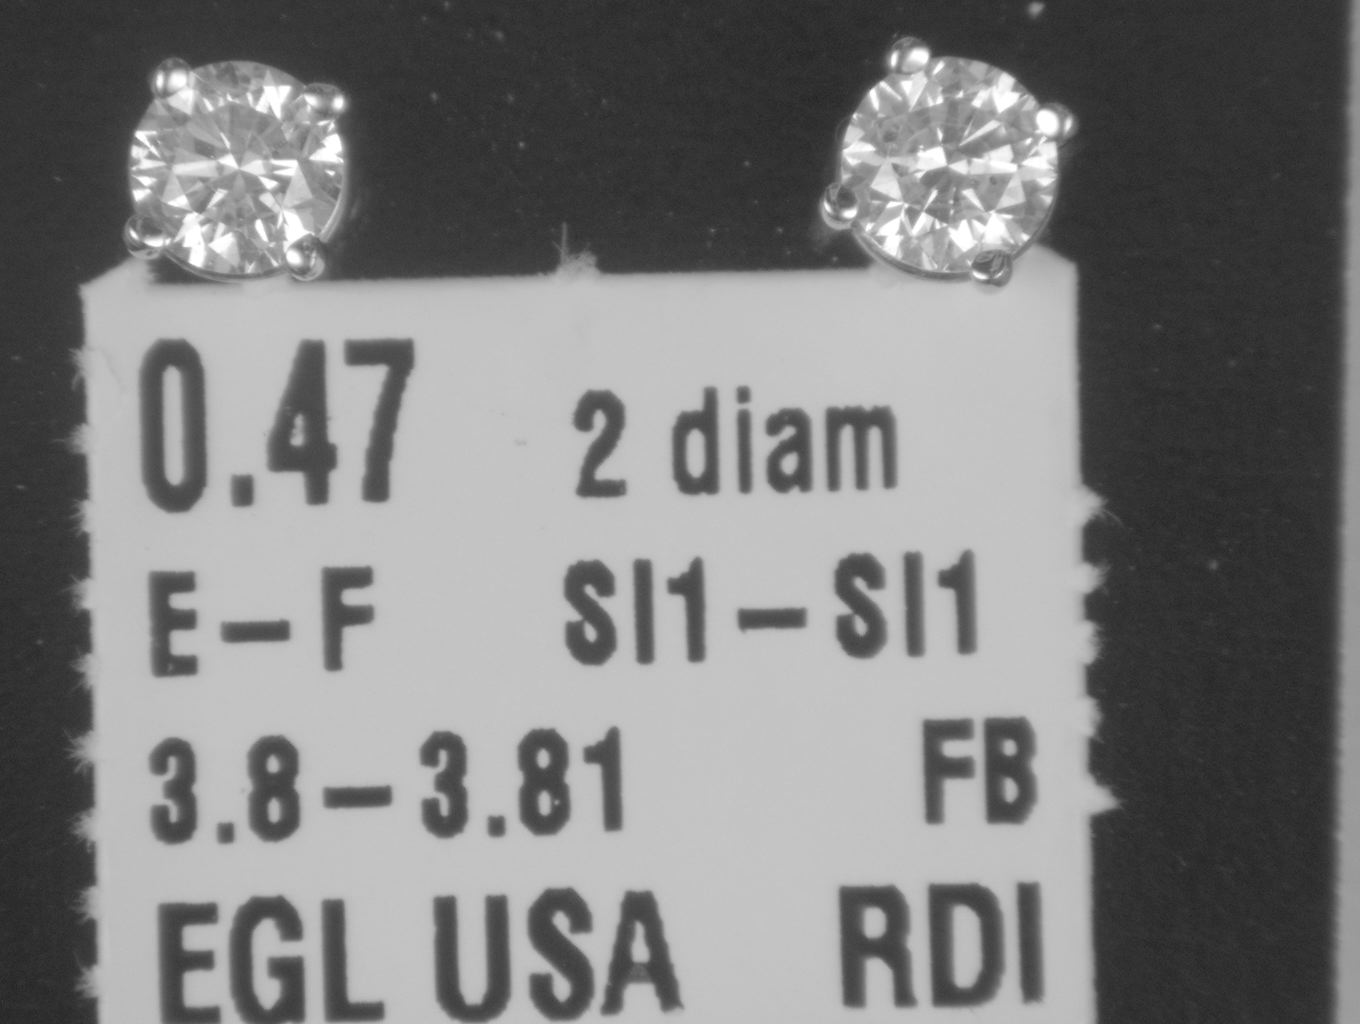 0.47 2 diam
E-F SI1-SI1
3.8-3.81 FB
EGL USA RDI